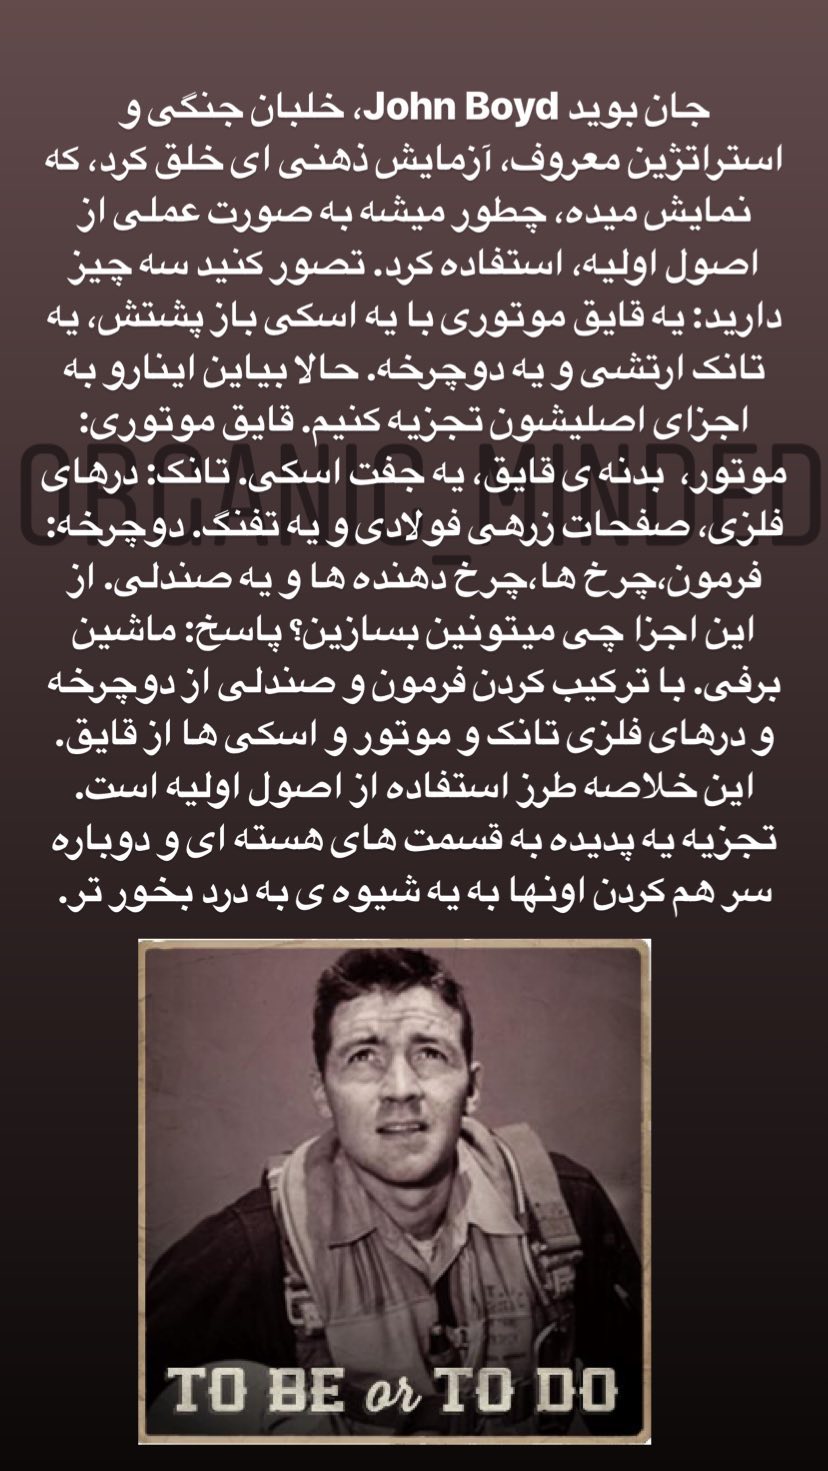 جان بوید John Boyd، خلبان جنگی و
استراتژین معروف، آزمایش ذهنی ای خلق کرد، که
نمایش میده، چطور میشه به صورت عملی از
اصول اولیه، استفاده کرد. تصور کنید سه چیز
دارید: یه قایق موتوری با یه اسکی باز پشتش، یه
تانک ارتشی و یه دوچرخه. حالا بیاین اینارو به
اجزای اصلیشون تجزیه کنیم. قایق موتوری:
موتور، بدنه ی قایق، یه جفت اسکی. تانک: درهای
فلزی، صفحات زرهی فولادی و یه تفنگ. دوچرخه:
فرمون،چرخ ها،چرخ دهنده ها و یه صندلی. از
این اجزا چی میتونین بسازین؟ پاسخ: ماشین
برفی. با ترکیب کردن فرمون و صندلی از دوچرخه
و درهای فلزی تانک و موتور و اسکی ها از قایق.
این خلاصه طرز استفاده از اصول اولیه است.
تجزیه یه پدیده به قسمت های هسته ای و دوباره
سر هم کردن اونها به یه شیوه ی به درد بخور تر.
ORGANIC_MINDED
TO BE or TO DO